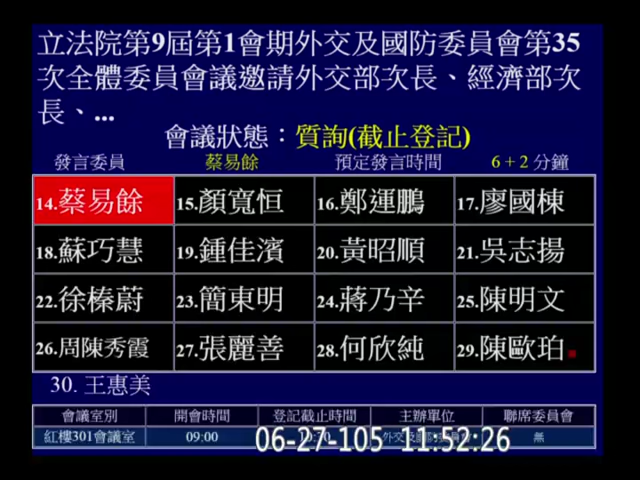 立法院第9屆第1會期外交及國防委員會第35
次全體委員會議邀請外交部次長、經濟部次
長、...
會議狀態：質詢(截止登記)
發言委員 蔡易餘 預定發言時間 6+2 分鐘
14.蔡易餘 15.顏寬恒 16.鄭運鵬 17.廖國棟
18.蘇巧慧 19.鍾佳濱 20.黃昭順 21.吳志揚
22.徐榛蔚 23.簡東明 24.蔣乃辛 25.陳明文
26.周陳秀霞 27.張麗善 28.何欣純 29.陳歐珀
30. 王惠美
會議室別 開會時間 登記截止時間 主辦單位 聯席委員會
紅樓301會議室 09:00 無
06-27-105 11:52:26